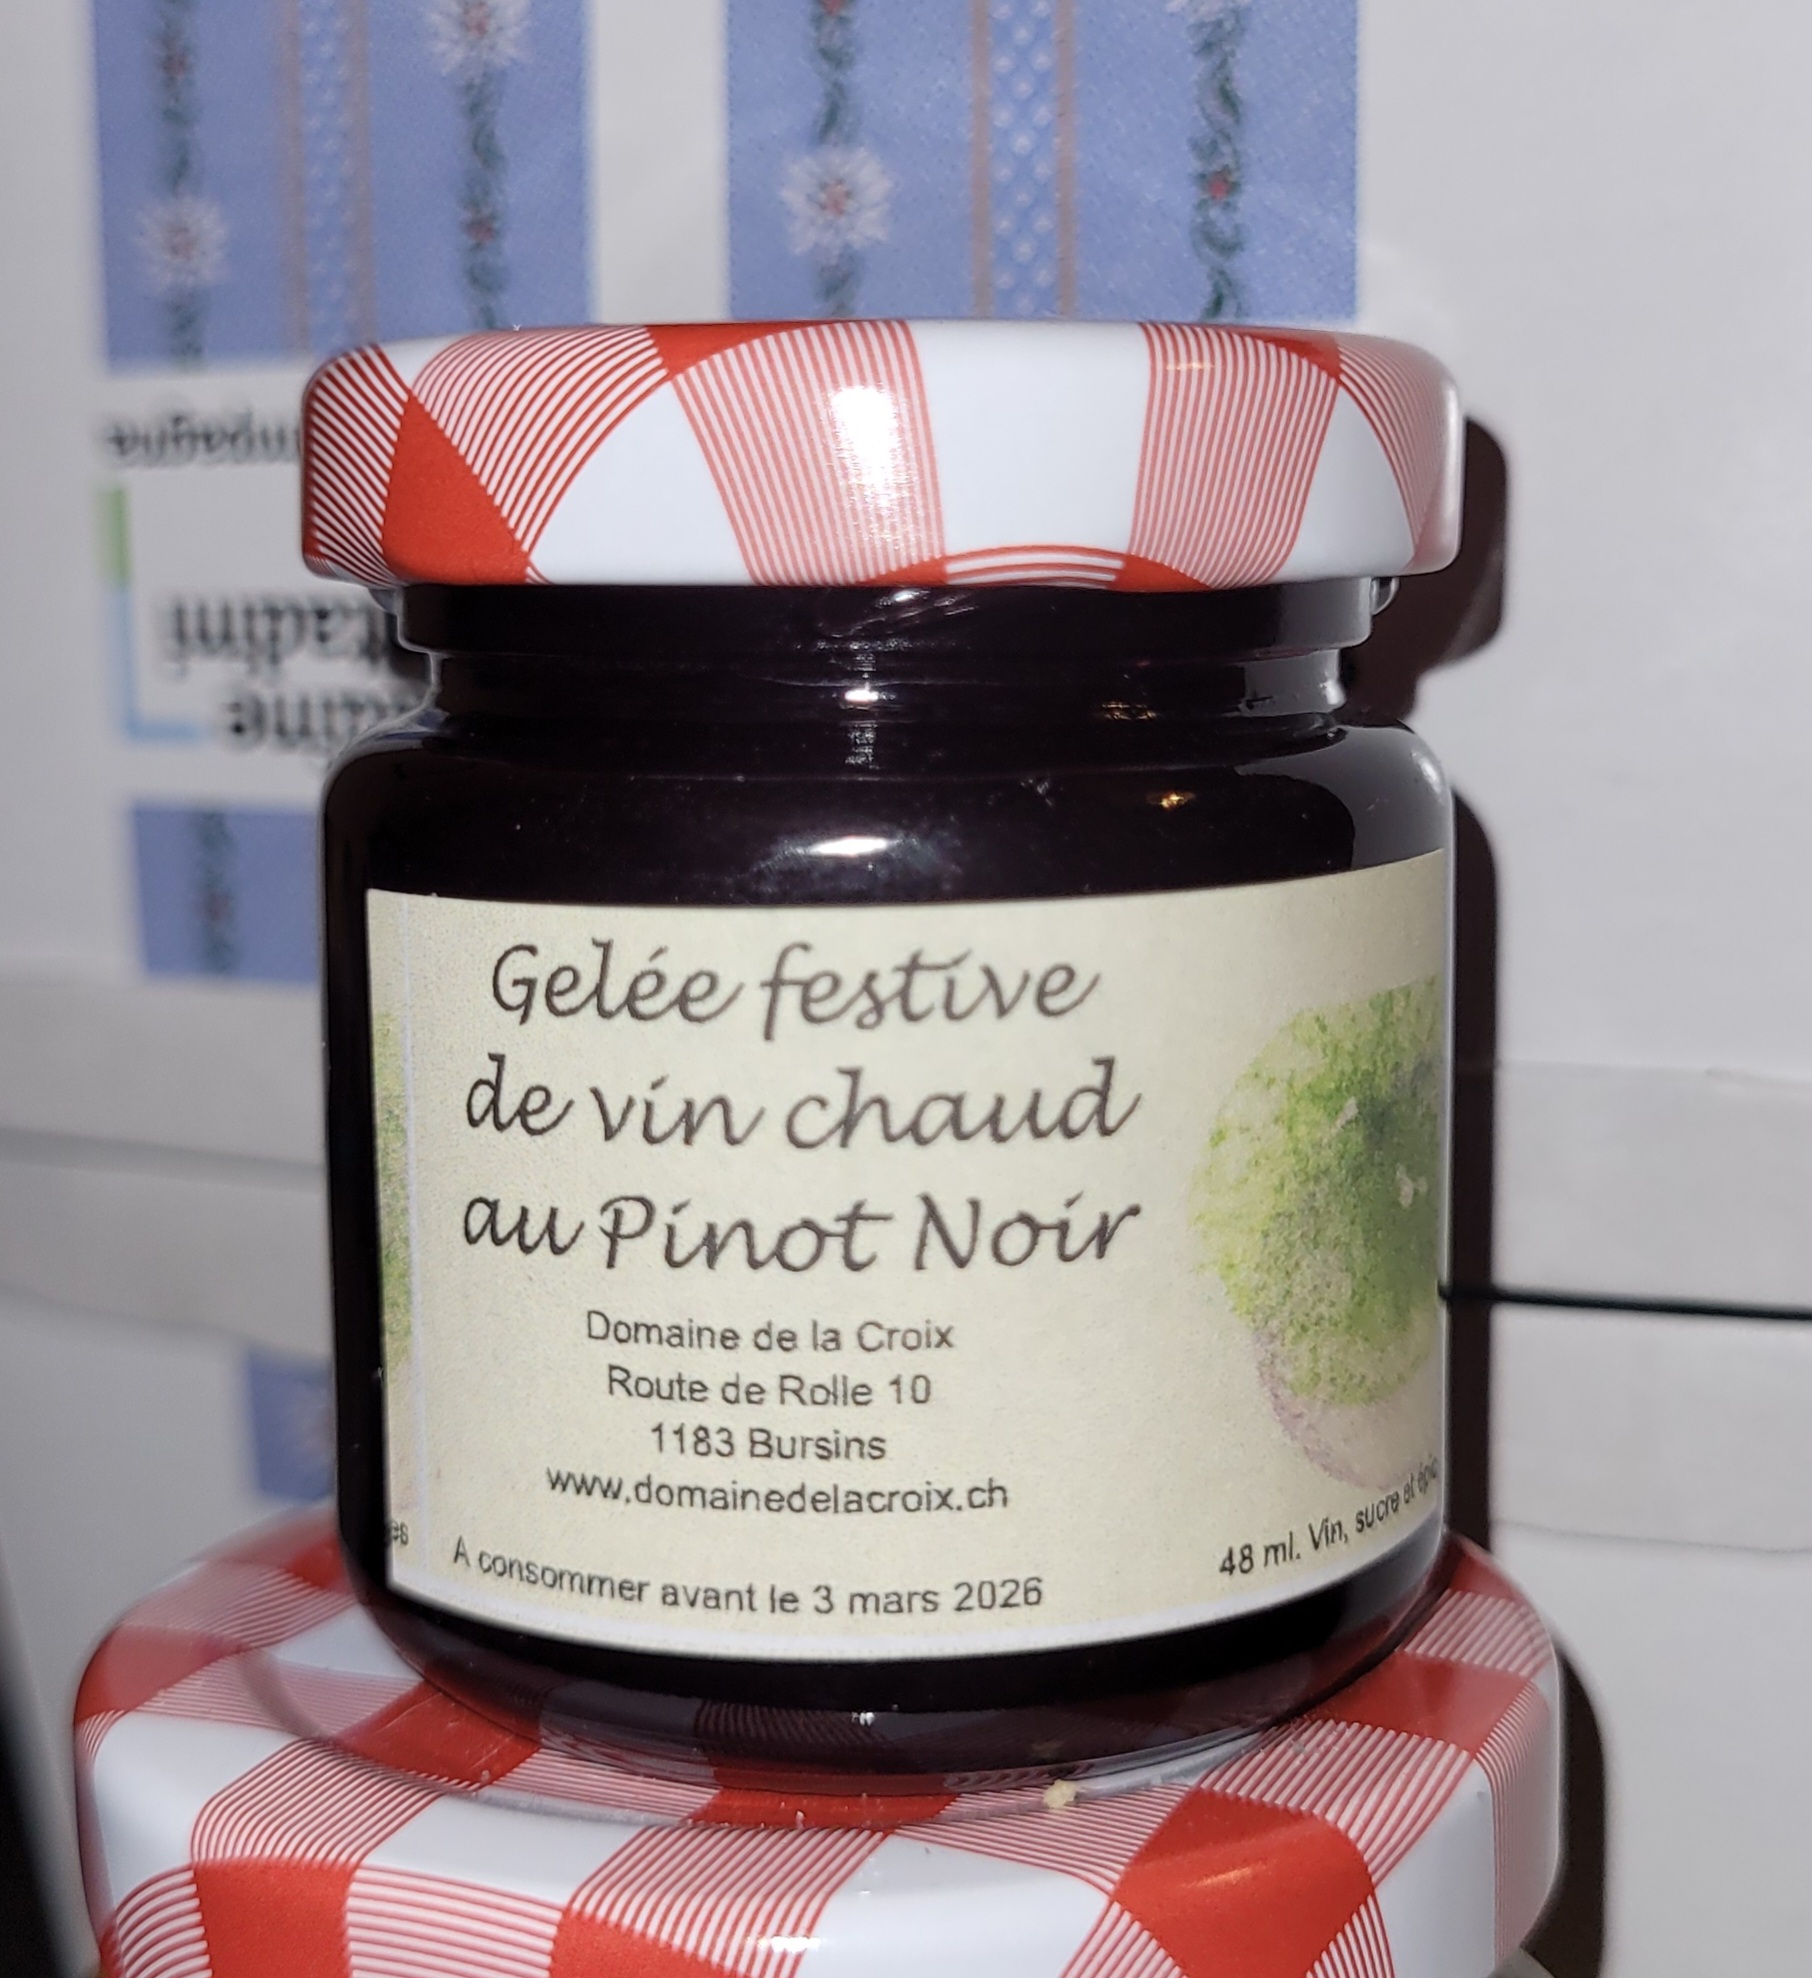 Gelée festive
de vin chaud
au Pinot Noir
Domaine de la Croix
Route de Rolle 10
1183 Bursins
www.domainedelacroix.ch
A consommer avant le 3 mars 2026
48 ml. Vin, sucre et